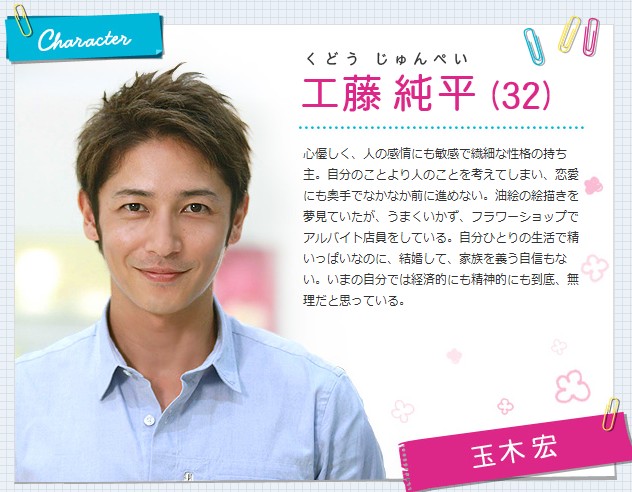 Character
くどう じゅんぺい
工藤 純平 (32)
心優しく、人の感情にも敏感で繊細な性格の持ち
主。自分のことより人のことを考えてしまい、恋愛
にも奥手でなかなか前に進めない。油絵の絵描きを
夢見ていたが、うまくいかず、フラワーショップで
アルバイト店員をしている。自分ひとりの生活で精
いっぱいなのに、結婚して、家族を養う自信もな
い。いまの自分では経済的にも精神的にも到底、無
理だと思っている。
玉木 宏